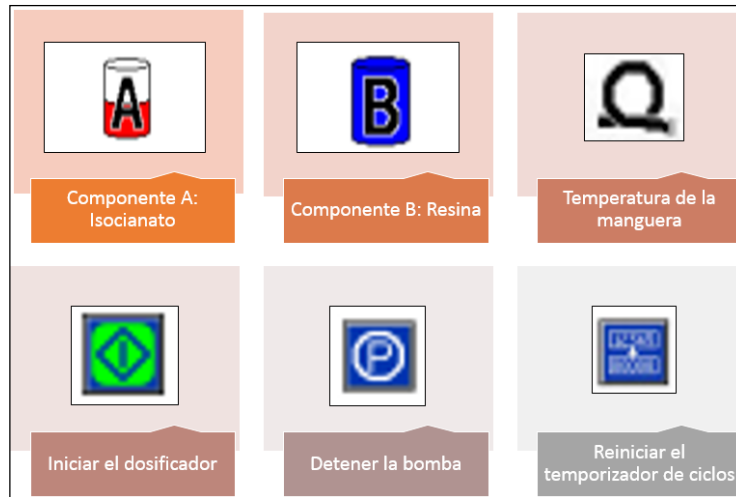 A
B
Componente A:
Isocianato
Componente B: Resina
Temperatura de la
manguera
P
Iniciar el dosificador
Detener la bomba
Reiniciar el
temporizador de ciclos